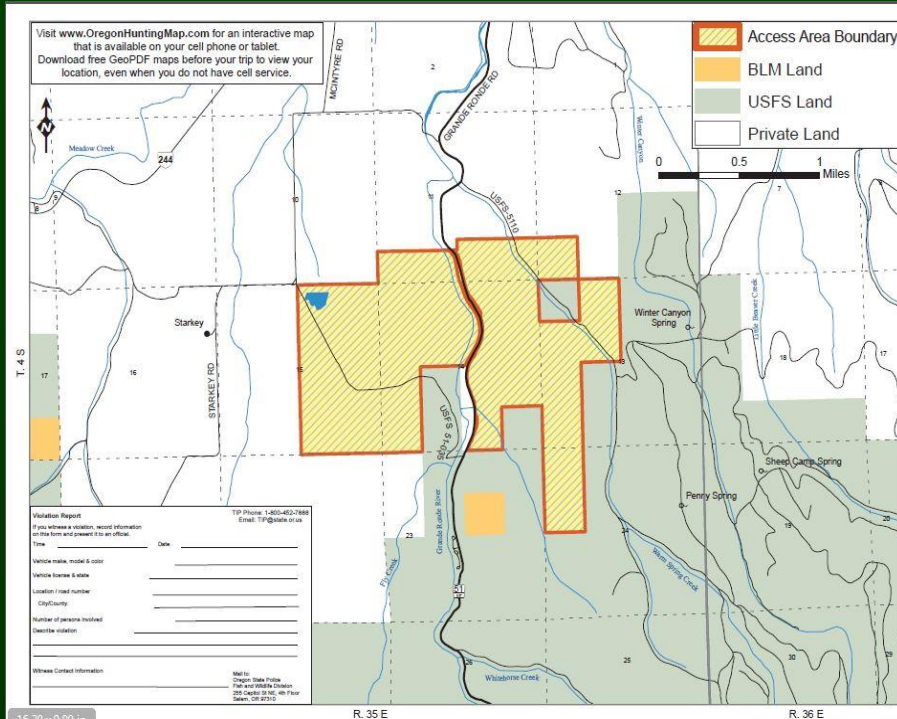 Visit www.OregonHuntingMap.com for an interactive map
that is available on your cell phone or tablet.
Download free GeoPDF maps before your trip to view your
location, even when you do not have cell service.
Access Area Boundary
BLM Land
USFS Land
Private Land
0 0.5 1
Miles
N
MCINTYRE RD
GRANDE RONDE RD
Meadow Creek
244
Winter Canyon
USFS-5110
2
1
7
8
9
10
11
12
Starkey
STARKEY RD
T. 4 S
17
16
15
14
13
18
17
Winter Canyon
Spring
Little Beaver Creek
USFS 51-035
Grande Ronde River
Fly Creek
51
Sheep Camp Spring
Penny Spring
Warm Spring Creek
Whitehorse Creek
23
24
19
20
26
30
29
Violation Report
If you witness a violation, record information
on this form and present it to an official.
TIP Phone: 1-800-452-7888
Email: TIP@state.or.us
Time Date
Vehicle make, model & color
Vehicle license & state
Location / road number
City/County:
Number of persons involved
Describe violation
Witness Contact Information
Mail to:
Oregon State Police
Fish and Wildlife Division
255 Capitol St NE, 4th Floor
Salem, OR 97310
R. 35 E
R. 36 E